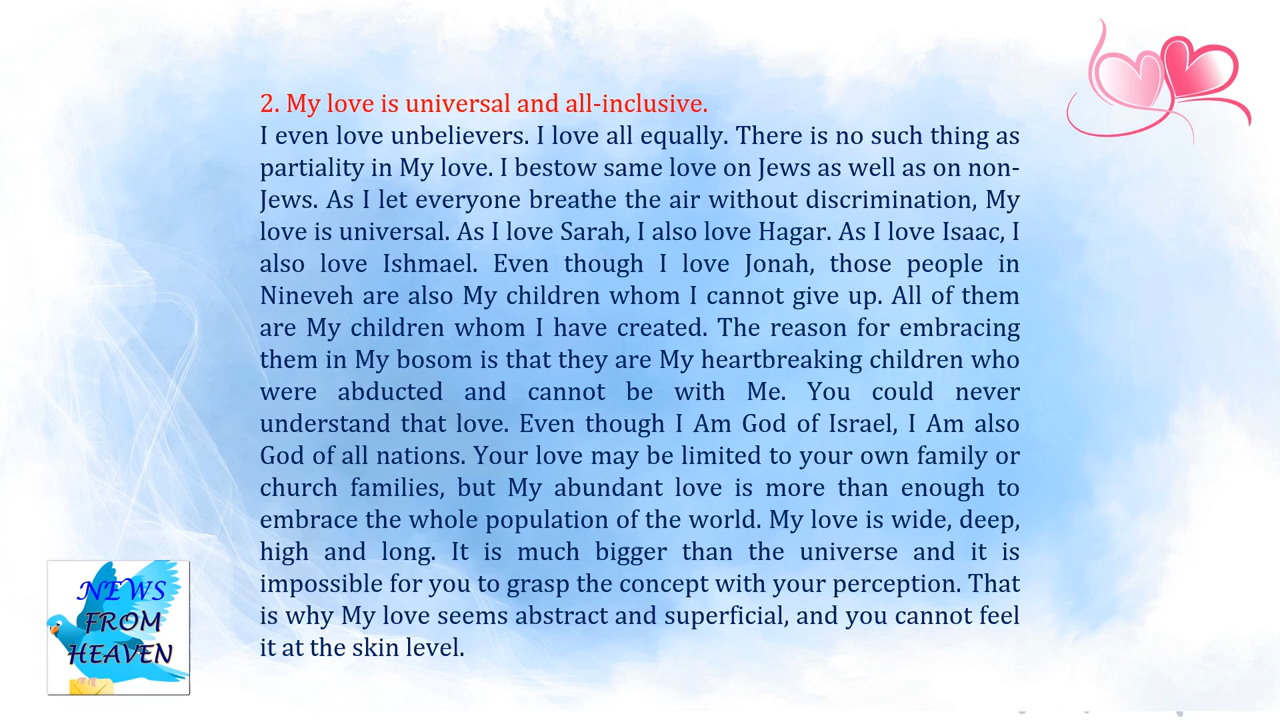 2. My love is universal and all-inclusive.
I even love unbelievers. I love all equally. There is no such thing as
partiality in My love. I bestow same love on Jews as well as on non-
Jews. As I let everyone breathe the air without discrimination, My
love is universal. As I love Sarah, I also love Hagar. As I love Isaac, I
also love Ishmael. Even though I love Jonah, those people in
Nineveh are also My children whom I cannot give up. All of them
are My children whom I have created. The reason for embracing
them in My bosom is that they are My heartbreaking children who
were abducted and cannot be with Me. You could never
understand that love. Even though I Am God of Israel, I Am also
God of all nations. Your love may be limited to your own family or
church families, but My abundant love is more than enough to
embrace the whole population of the world. My love is wide, deep,
high and long. It is much bigger than the universe and it is
impossible for you to grasp the concept with your perception. That
is why My love seems abstract and superficial, and you cannot feel
it at the skin level.
NEWS
FROM
HEAVEN